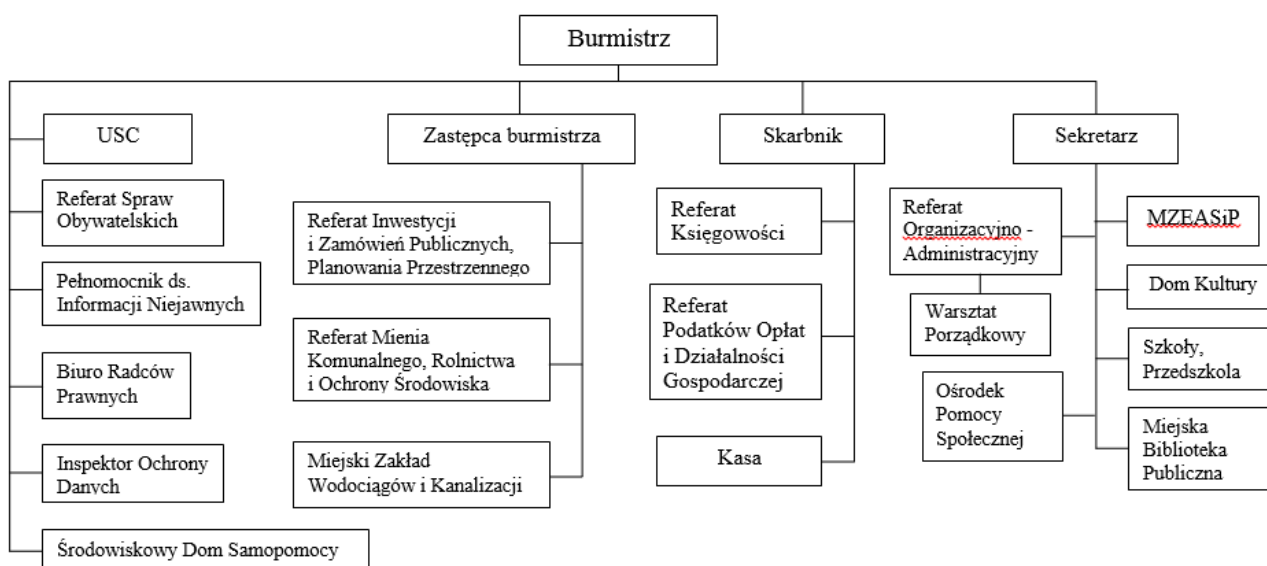 Burmistrz
USC
Zastępca burmistrza
Skarbnik
Sekretarz
Referat Spraw
Obywatelskich
Pełnomocnik ds.
Informacji Niejawnych
Biuro Radców
Prawnych
Inspektor Ochrony
Danych
Środowiskowy Dom Samopomocy
Referat Inwestycji
i Zamówień Publicznych,
Planowania Przestrzennego
Referat Mienia
Komunalnego, Rolnictwa
i Ochrony Środowiska
Miejski Zakład
Wodociągów i Kanalizacji
Referat
Księgowości
Referat
Podatków Opłat
i Działalności
Gospodarczej
Kasa
Referat
Organizacyjno -
Administracyjny
Warsztat
Porządkowy
Ośrodek
Pomocy
Społecznej
MZEASiP
Dom Kultury
Szkoły,
Przedszkola
Miejska
Biblioteka
Publiczna